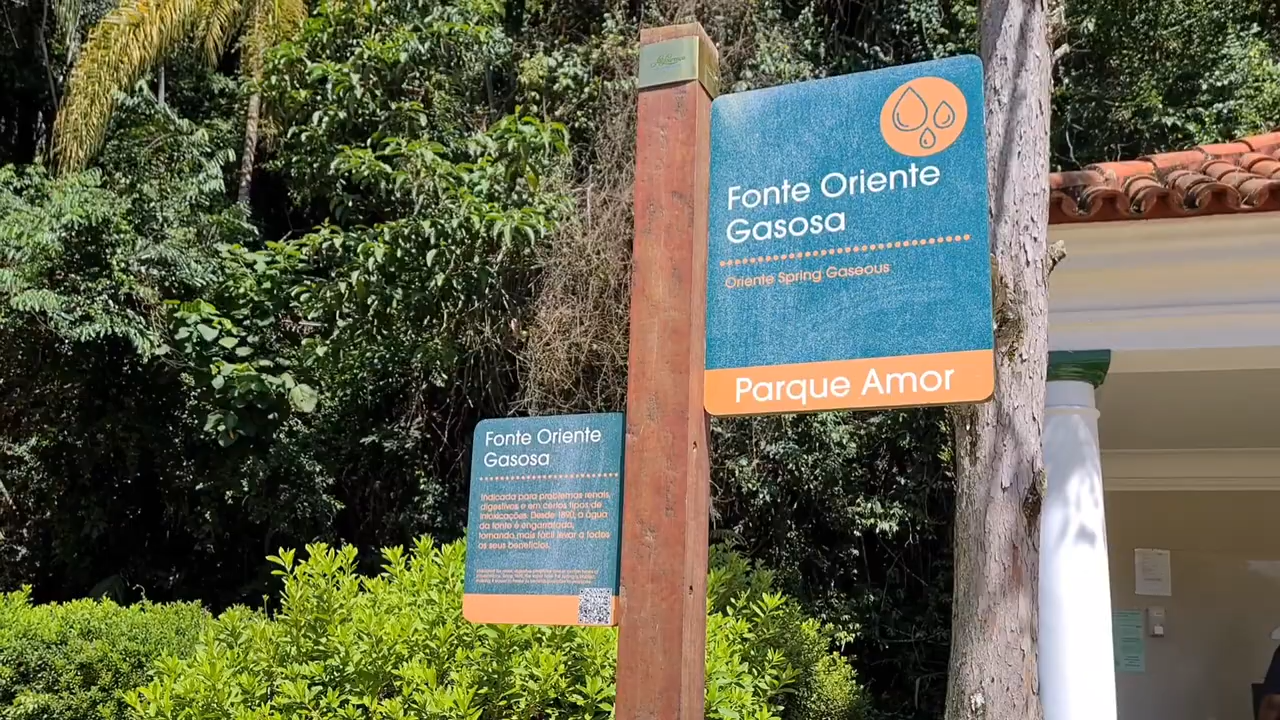 Fonte Oriente
Gasosa
Oriente Spring Gaseous
Parque Amor
Fonte Oriente
Gasosa
Indicada para problemas renais,
digestivos e em certos tipos de
intoxicações. Desde 1890, a água
da fonte é engarrafada,
tornando mais fácil levar a todos
os seus benefícios.